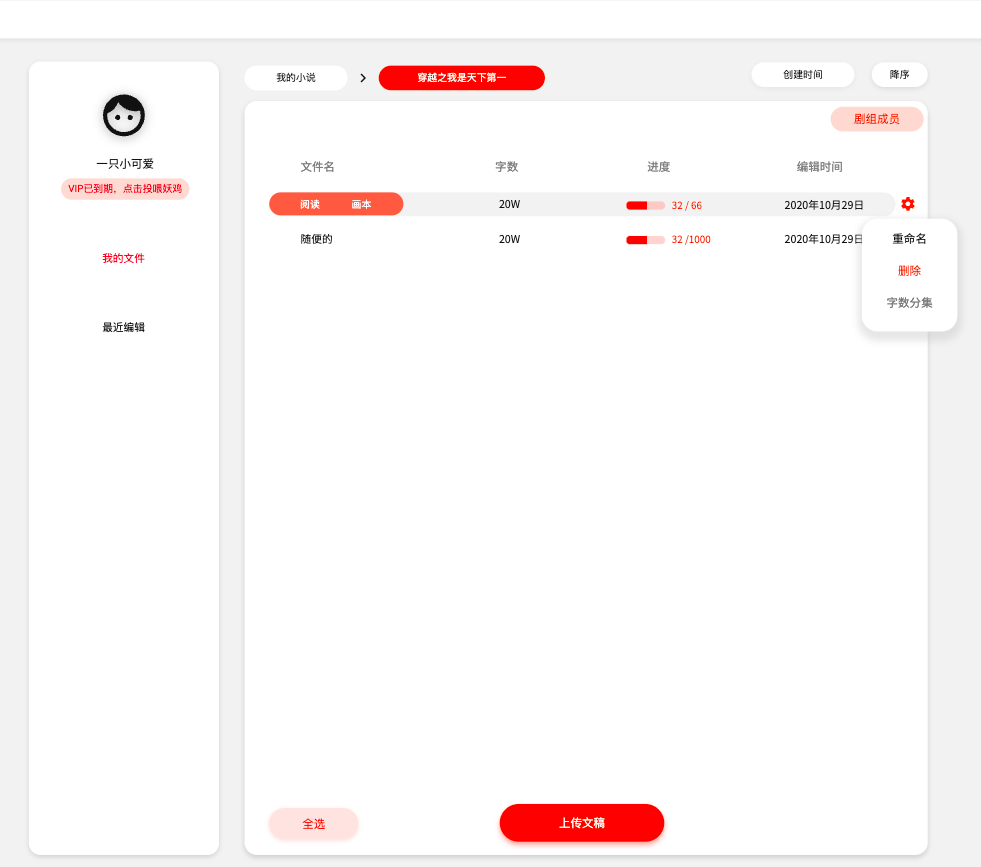 我的小说
穿越之我是天下第一
创建时间
降序
一只小可爱
VIP已到期，点击投喂妖鸡
我的文件
最近编辑
剧组成员
文件名 字数 进度 编辑时间
阅读 画本 20W 32 / 66 2020年10月29日
随便的 20W 32 /1000 2020年10月29日
重命名
删除
字数分集
全选
上传文稿